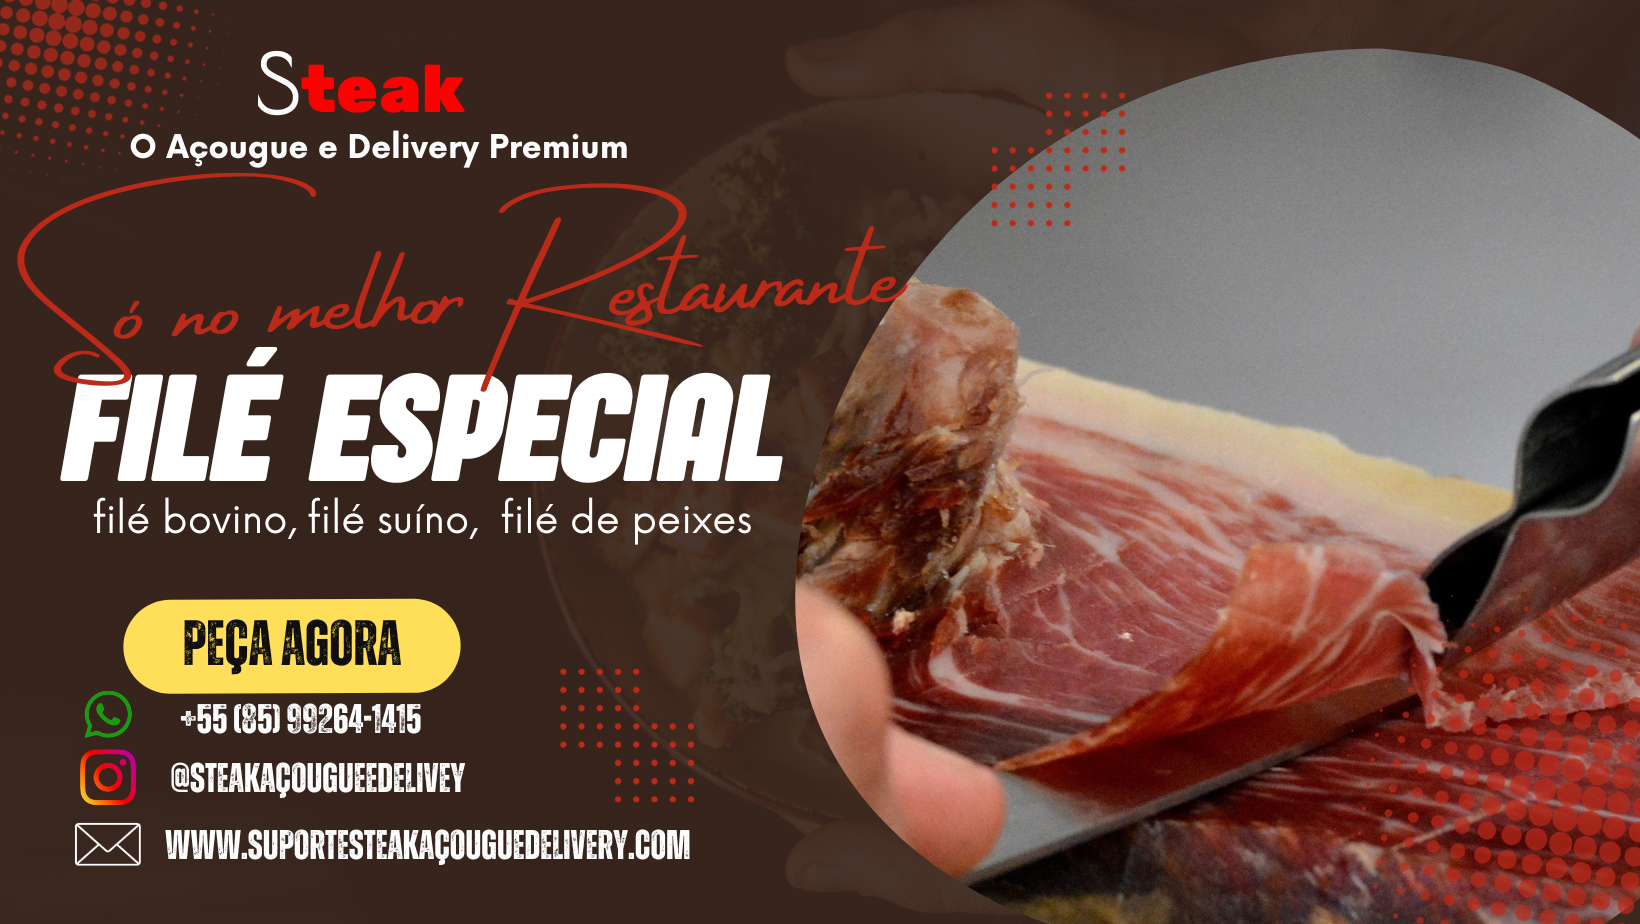 Steak
O Açougue e Delivery Premium
Só no melhor Restaurante
FILÉ ESPECIAL
filé bovino, filé suíno, filé de peixes
PEÇA AGORA
+55 (85) 99264-1415
@STEAKAÇOUGUEEDELIVEY
WWW.SUPORTESTEAKAÇOUGUEDELIVERY.COM